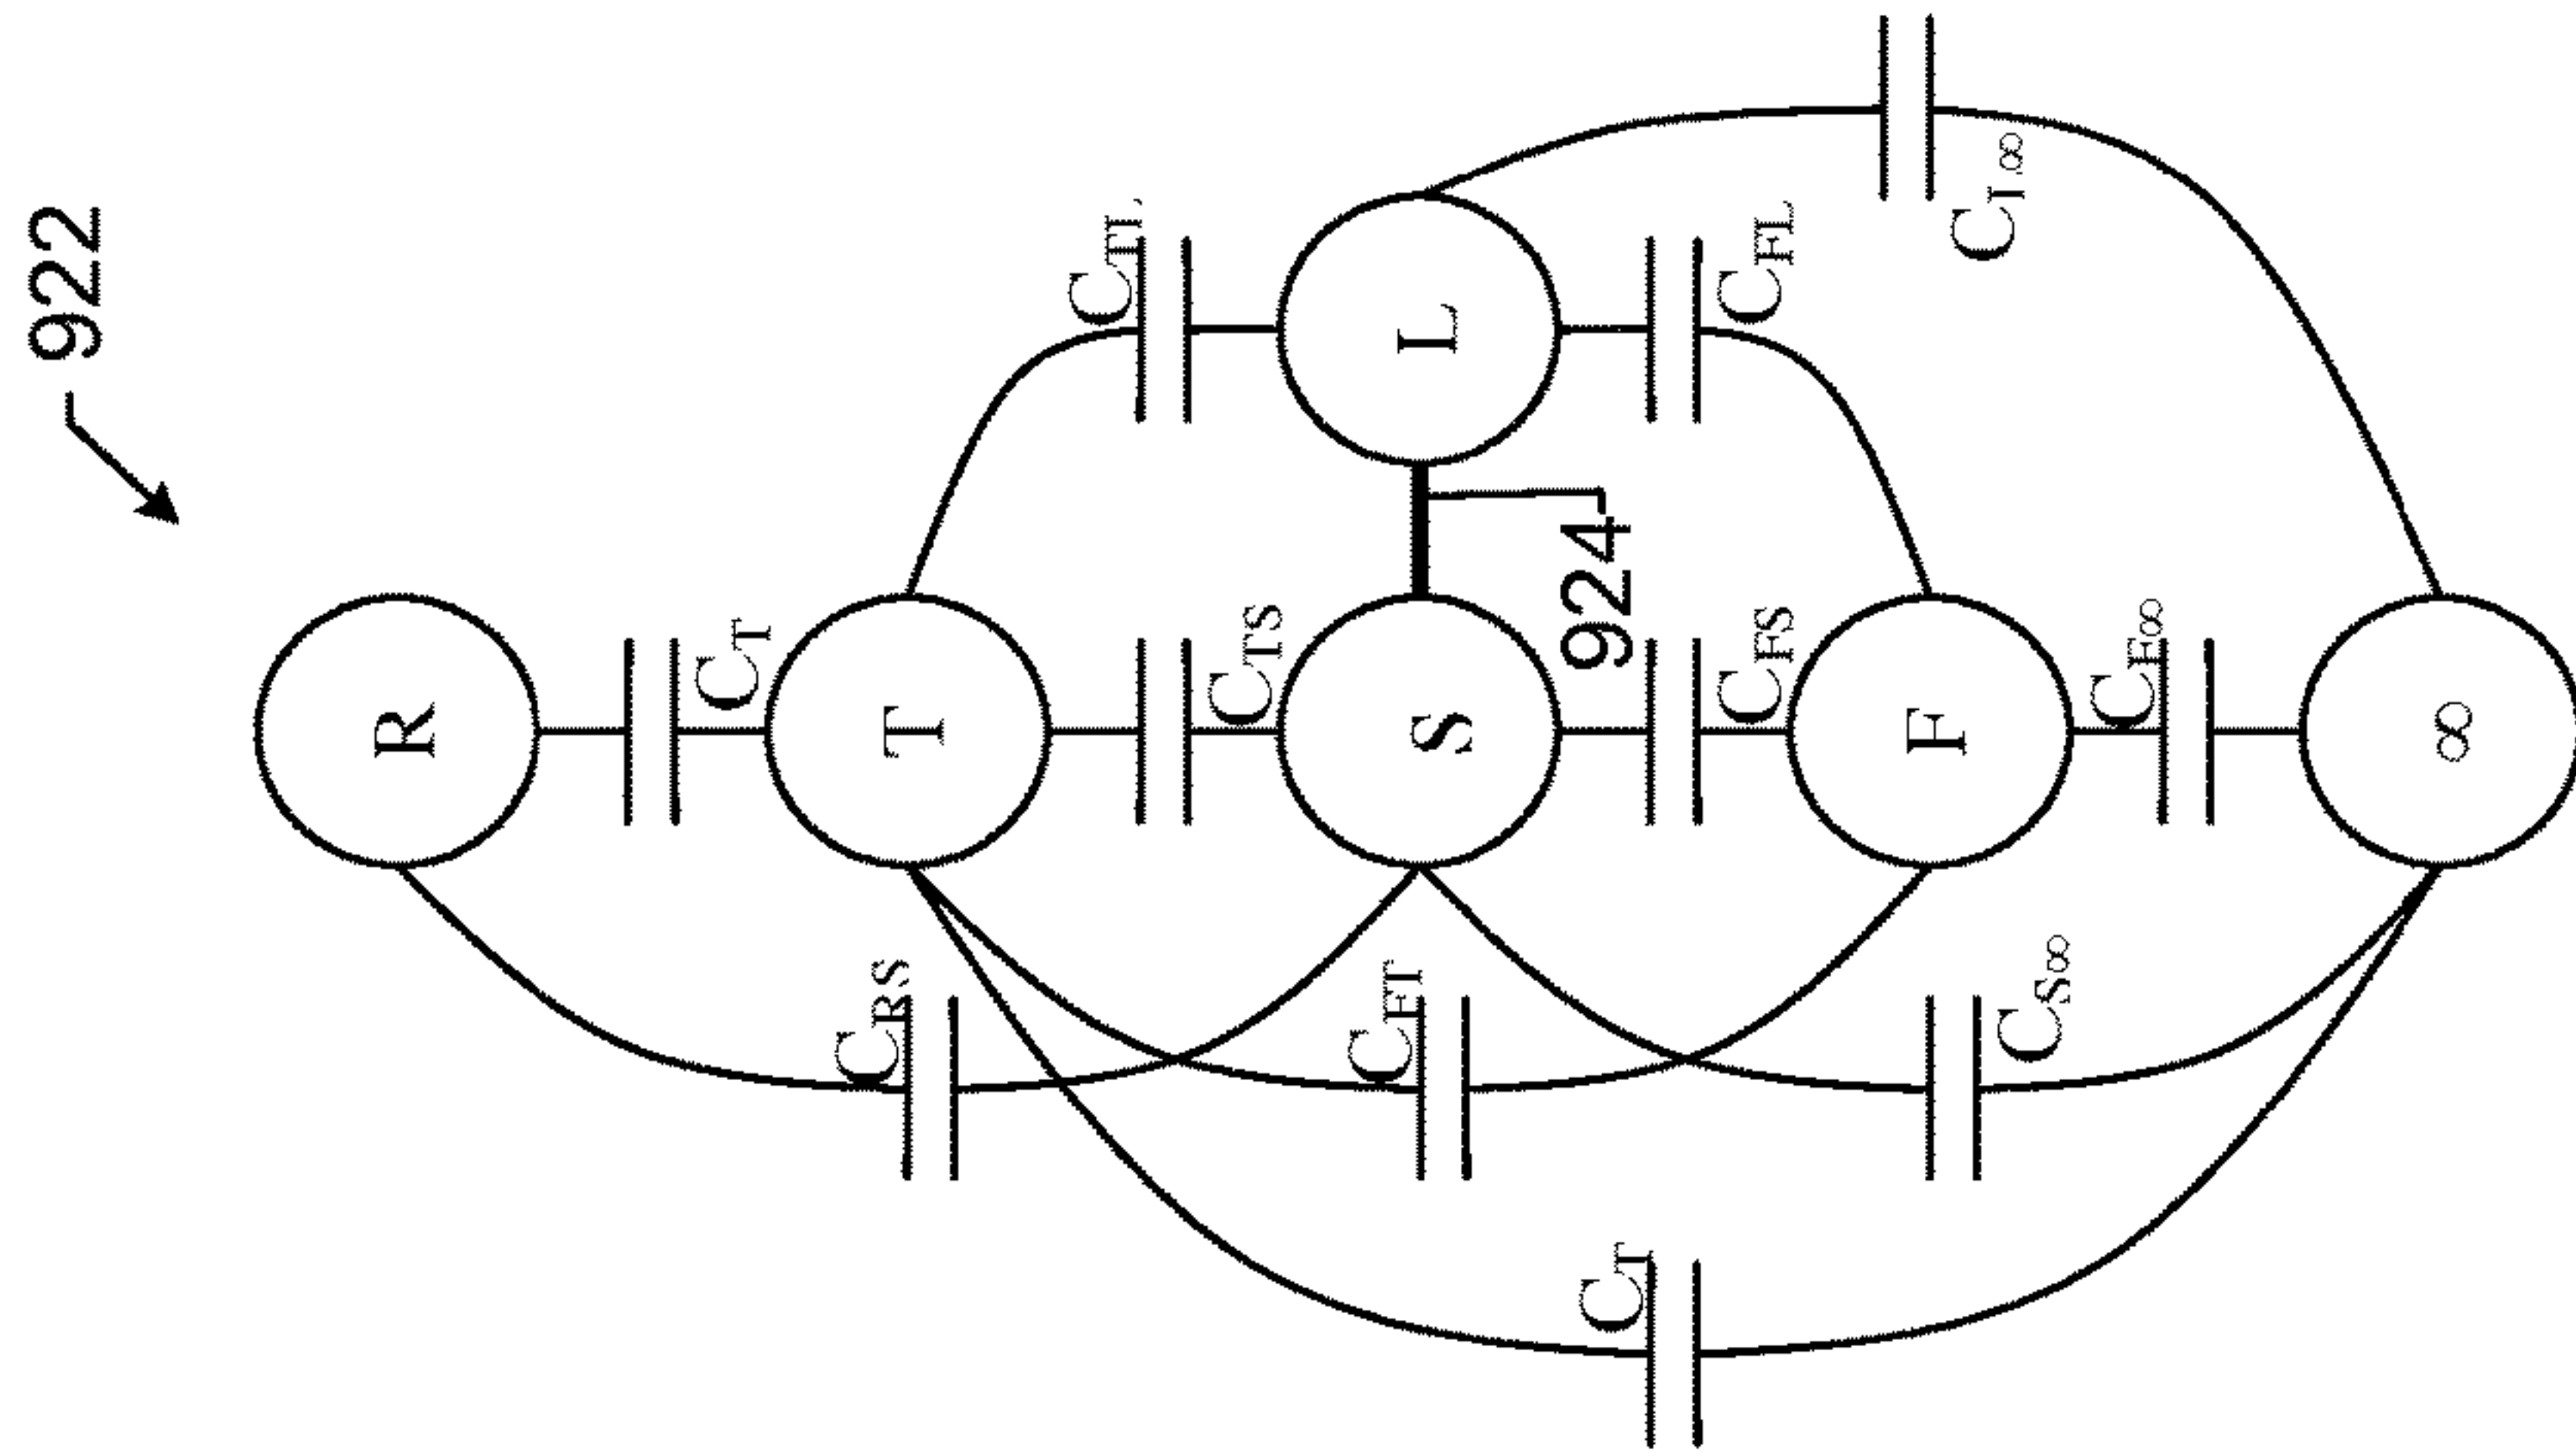 922
R
C_T
T
C_TL
C_TS
C_RS
S
L
924
C_FT
C_FS
C_FL
F
C_T
C_F∞
C_S∞
C_L∞
∞